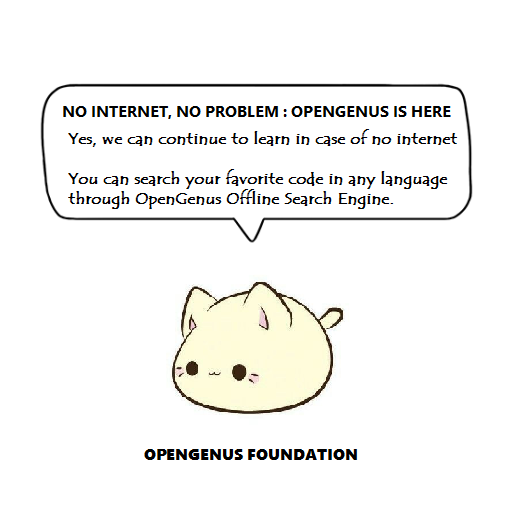 NO INTERNET, NO PROBLEM : OPENGENUS IS HERE
Yes, we can continue to learn in case of no internet
You can search your favorite code in any language
through OpenGenus Offline Search Engine.
OPENGENUS FOUNDATION